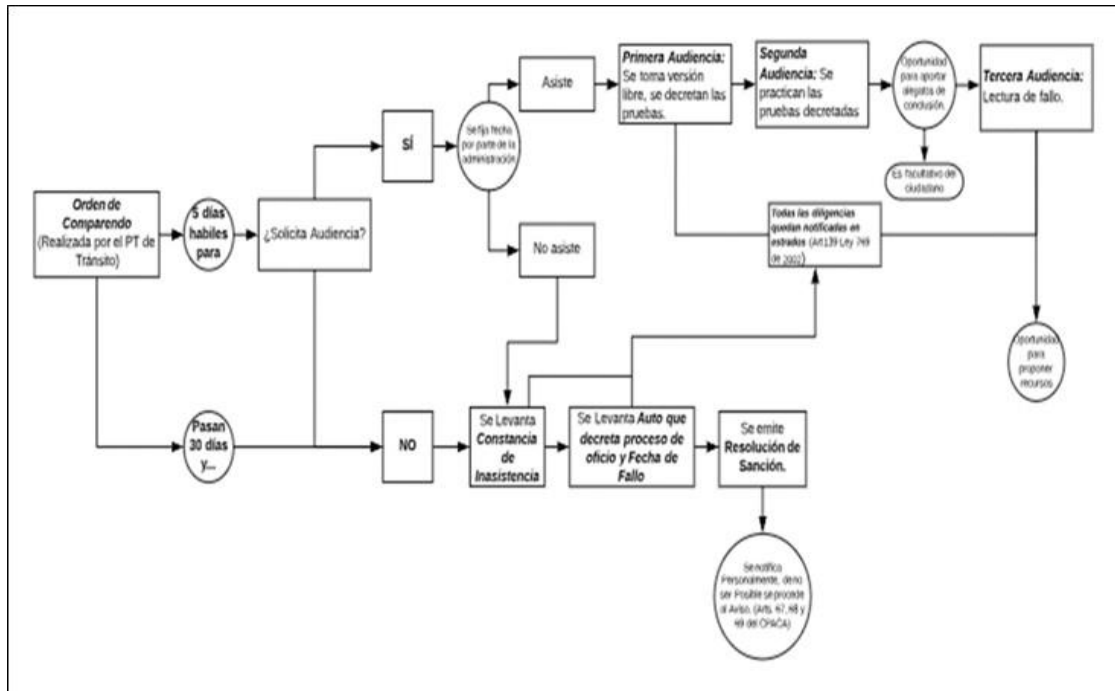 Orden de
Comparendo
(Realizada por el PT de
Tránsito)
5 días
habiles
para
¿Solicita Audiencia?
SÍ
Se fija fecha
por parte de la
administración
Asiste
Primera Audiencia:
Se toma versión
libre, se decretan las
pruebas.
Segunda
Audiencia: Se
practican las
pruebas decretadas
Oportunidad
para aportar
alegatos de
conclusión.
Es facultativo del
ciudadano
Tercera Audiencia:
Lectura de fallo.
No asiste
Todas las diligencias
quedan notificadas en
estrados (Art 139 Ley 769
de 2002)
Oportunidad
para
proponer
recursos
Pasan
30 días
y...
NO
Se Levanta
Constancia
de
Inasistencia
Se Levanta Auto que
decreta proceso de
oficio y Fecha de
Fallo
Se emite
Resolución de
Sanción.
Se notifica
Personalmente, de no
ser Posible se procede
al Aviso. (Arts. 67, 68 y
69 del CPACA)